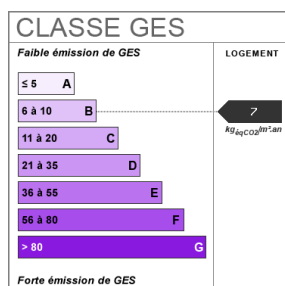 CLASSE GES
Faible émission de GES
LOGEMENT
≤ 5 A
6 à 10 B
7
kgéqCO2/m².an
11 à 20 C
21 à 35 D
36 à 55 E
56 à 80 F
> 80 G
Forte émission de GES